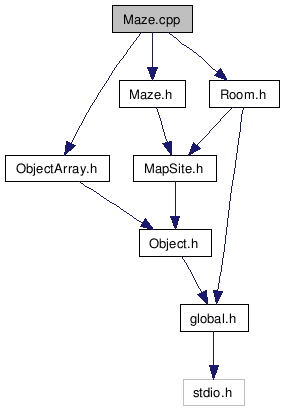 Maze.cpp
Maze.h
Room.h
ObjectArray.h
MapSite.h
Object.h
global.h
stdio.h